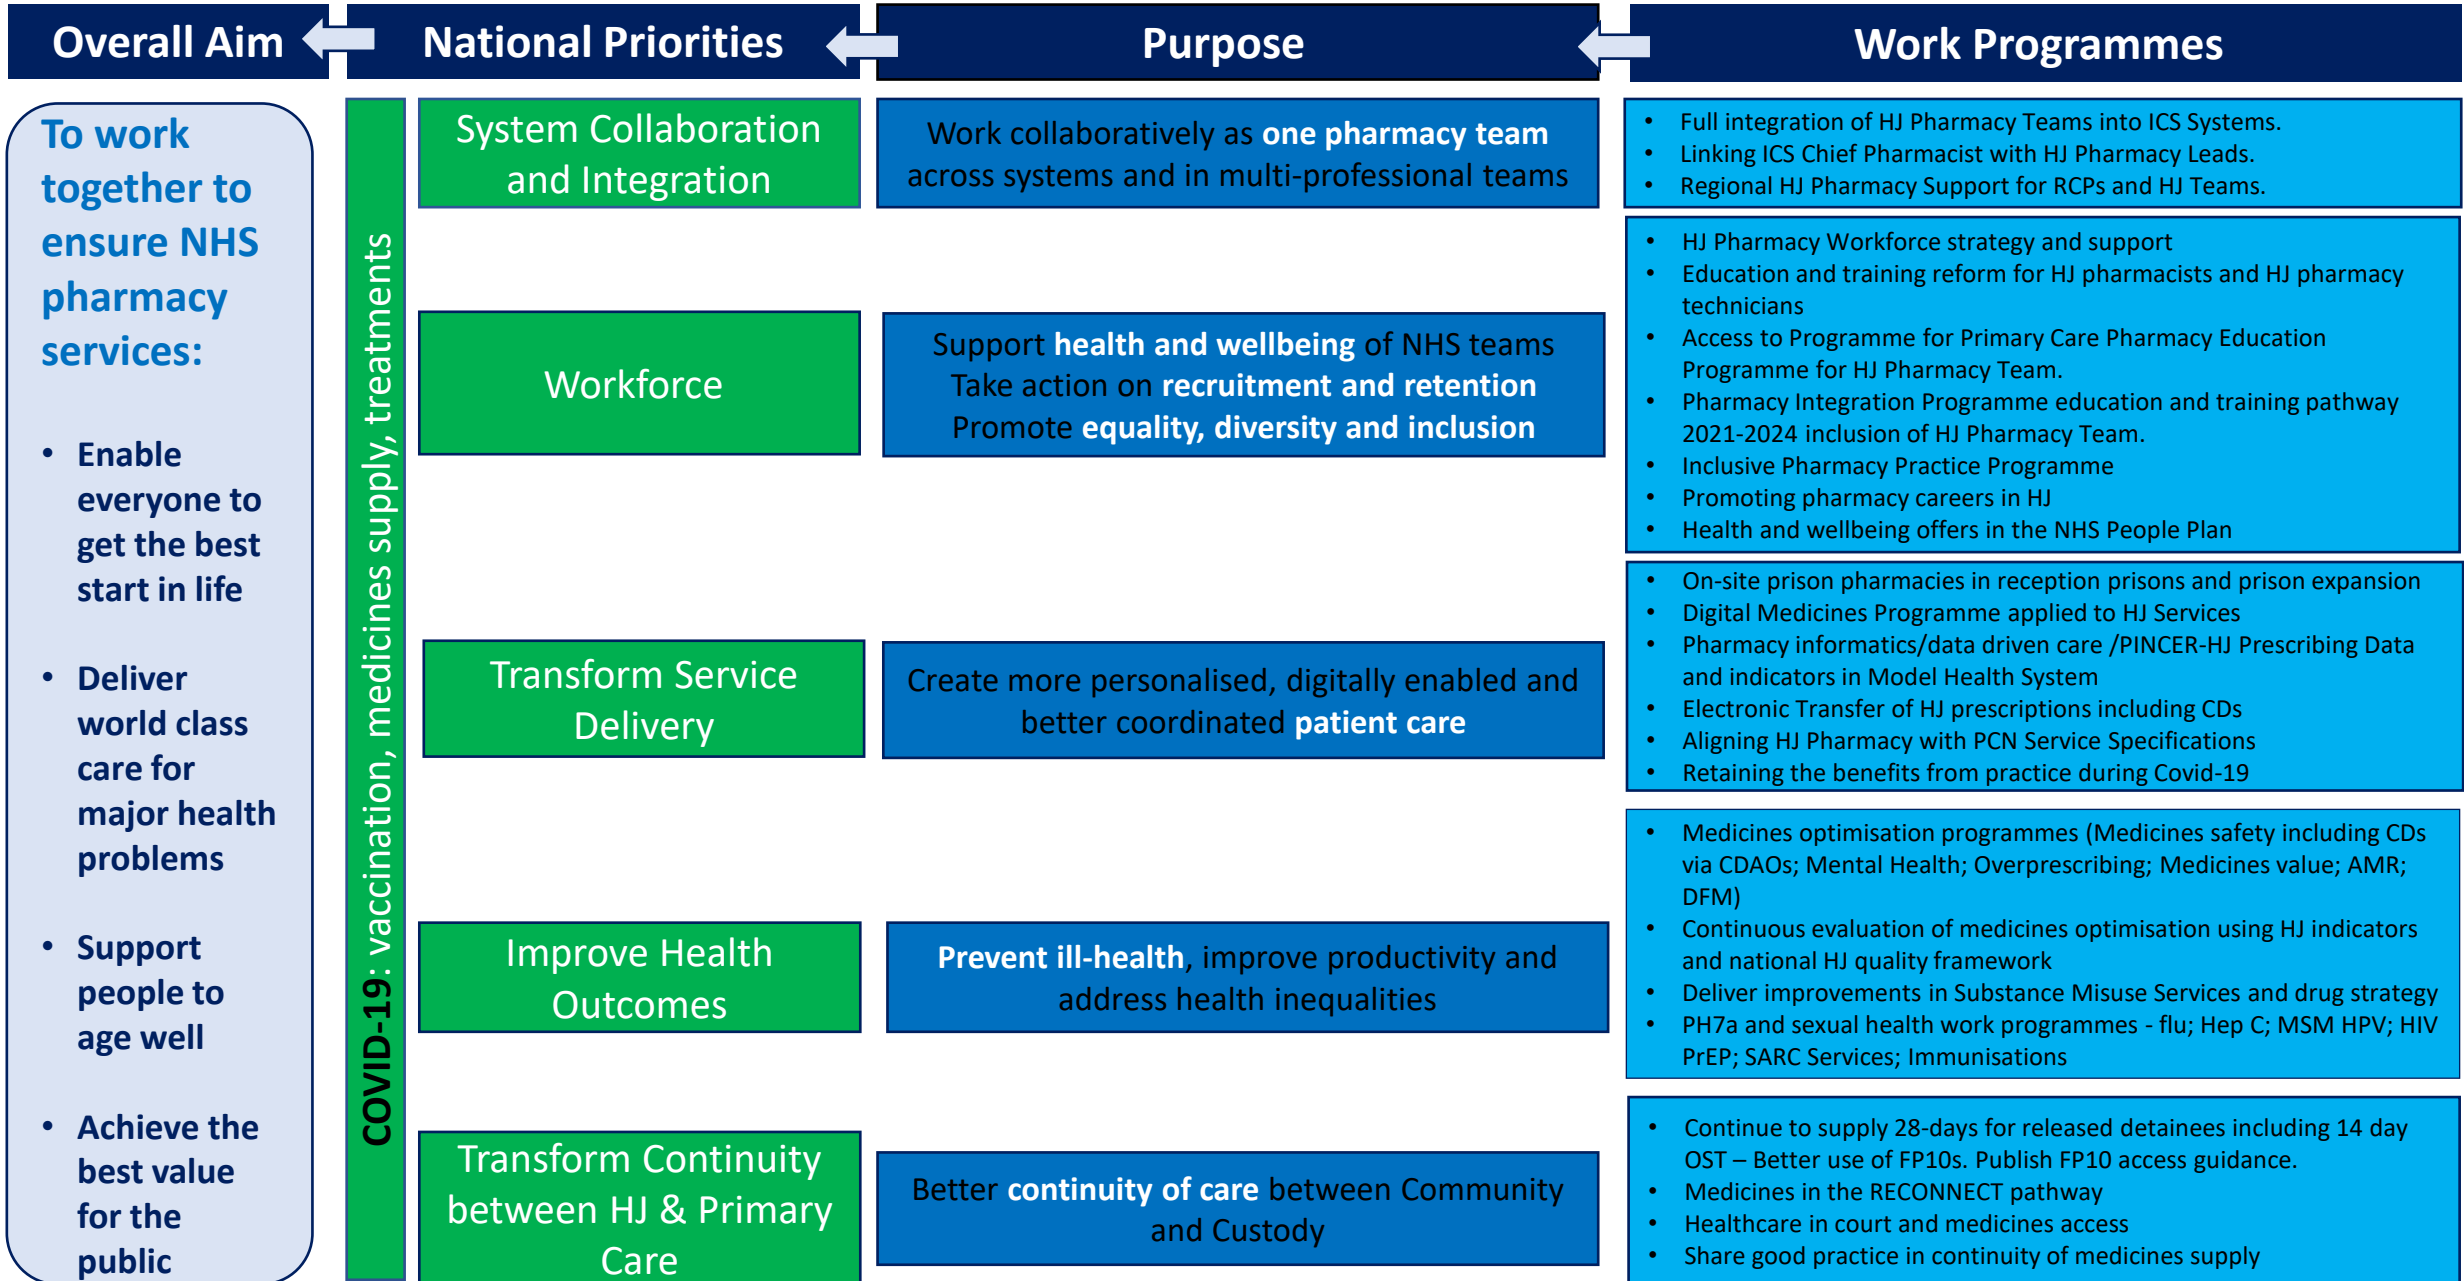 Overall Aim
National Priorities
Purpose
Work Programmes
To work
together to
ensure NHS
pharmacy
services:
• Enable
everyone to
get the best
start in life
• Deliver
world class
care for
major health
problems
• Support
people to
age well
• Achieve the
best value
for the
public
COVID-19: vaccination, medicines supply, treatments
System Collaboration
and Integration
Work collaboratively as one pharmacy team
across systems and in multi-professional teams
• Full integration of HJ Pharmacy Teams into ICS Systems.
• Linking ICS Chief Pharmacist with HJ Pharmacy Leads.
• Regional HJ Pharmacy Support for RCPs and HJ Teams.
Workforce
Support health and wellbeing of NHS teams
Take action on recruitment and retention
Promote equality, diversity and inclusion
• HJ Pharmacy Workforce strategy and support
• Education and training reform for HJ pharmacists and HJ pharmacy
technicians
• Access to Programme for Primary Care Pharmacy Education
Programme for HJ Pharmacy Team.
• Pharmacy Integration Programme education and training pathway
2021-2024 inclusion of HJ Pharmacy Team.
• Inclusive Pharmacy Practice Programme
• Promoting pharmacy careers in HJ
• Health and wellbeing offers in the NHS People Plan
Transform Service
Delivery
Create more personalised, digitally enabled and
better coordinated patient care
• On-site prison pharmacies in reception prisons and prison expansion
• Digital Medicines Programme applied to HJ Services
• Pharmacy informatics/data driven care /PINCER-HJ Prescribing Data
and indicators in Model Health System
• Electronic Transfer of HJ prescriptions including CDs
• Aligning HJ Pharmacy with PCN Service Specifications
• Retaining the benefits from practice during Covid-19
Improve Health
Outcomes
Prevent ill-health, improve productivity and
address health inequalities
• Medicines optimisation programmes (Medicines safety including CDs
via CDAOs; Mental Health; Overprescribing; Medicines value; AMR;
DFM)
• Continuous evaluation of medicines optimisation using HJ indicators
and national HJ quality framework
• Deliver improvements in Substance Misuse Services and drug strategy
• PH7a and sexual health work programmes - flu; Hep C; MSM HPV; HIV
PrEP; SARC Services; Immunisations
Transform Continuity
between HJ & Primary
Care
Better continuity of care between Community
and Custody
• Continue to supply 28-days for released detainees including 14 day
OST – Better use of FP10s. Publish FP10 access guidance.
• Medicines in the RECONNECT pathway
• Healthcare in court and medicines access
• Share good practice in continuity of medicines supply